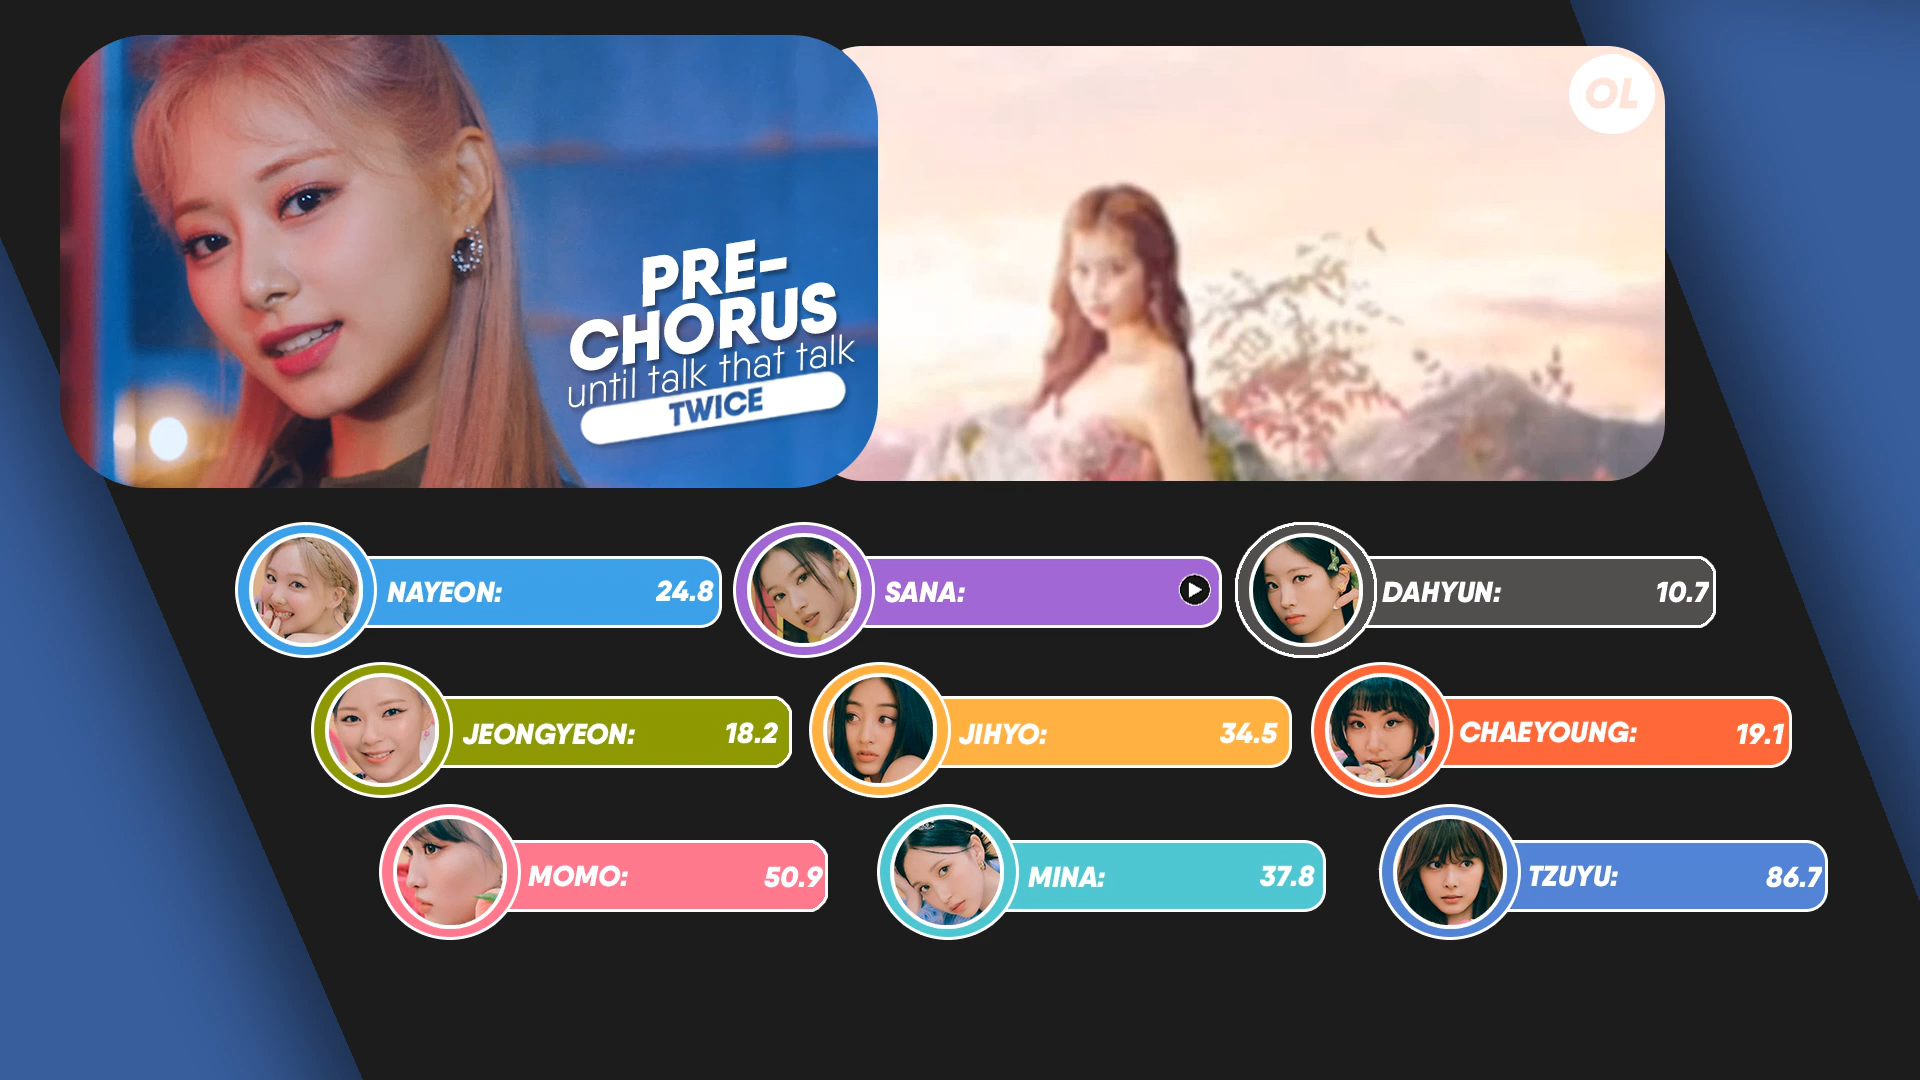 OL
PRE-
CHORUS
until talk that talk
TWICE
NAYEON: 24.8
SANA:
DAHYUN: 10.7
JEONGYEON: 18.2
JIHYO: 34.5
CHAEYOUNG: 19.1
MOMO: 50.9
MINA: 37.8
TZUYU: 86.7